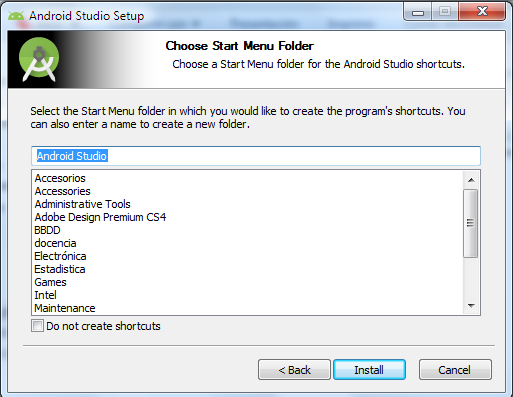 Android Studio Setup
Choose Start Menu Folder
Choose a Start Menu folder for the Android Studio shortcuts.
Select the Start Menu folder in which you would like to create the program's shortcuts. You
can also enter a name to create a new folder.
Android Studio
Accesorios
Accessories
Administrative Tools
Adobe Design Premium CS4
BBDD
docencia
Electrónica
Estadistica
Games
Intel
Maintenance
Do not create shortcuts
< Back Install Cancel